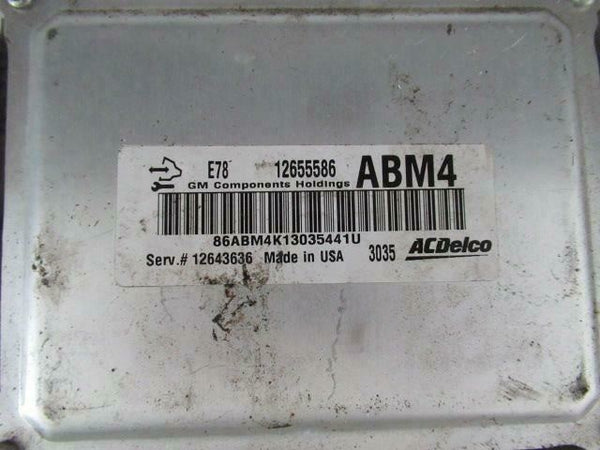 E78 12655586 ABM4
GM Components Holdings
86ABM4K13035441U
Serv.# 12643636 Made in USA 3035 ACDelco